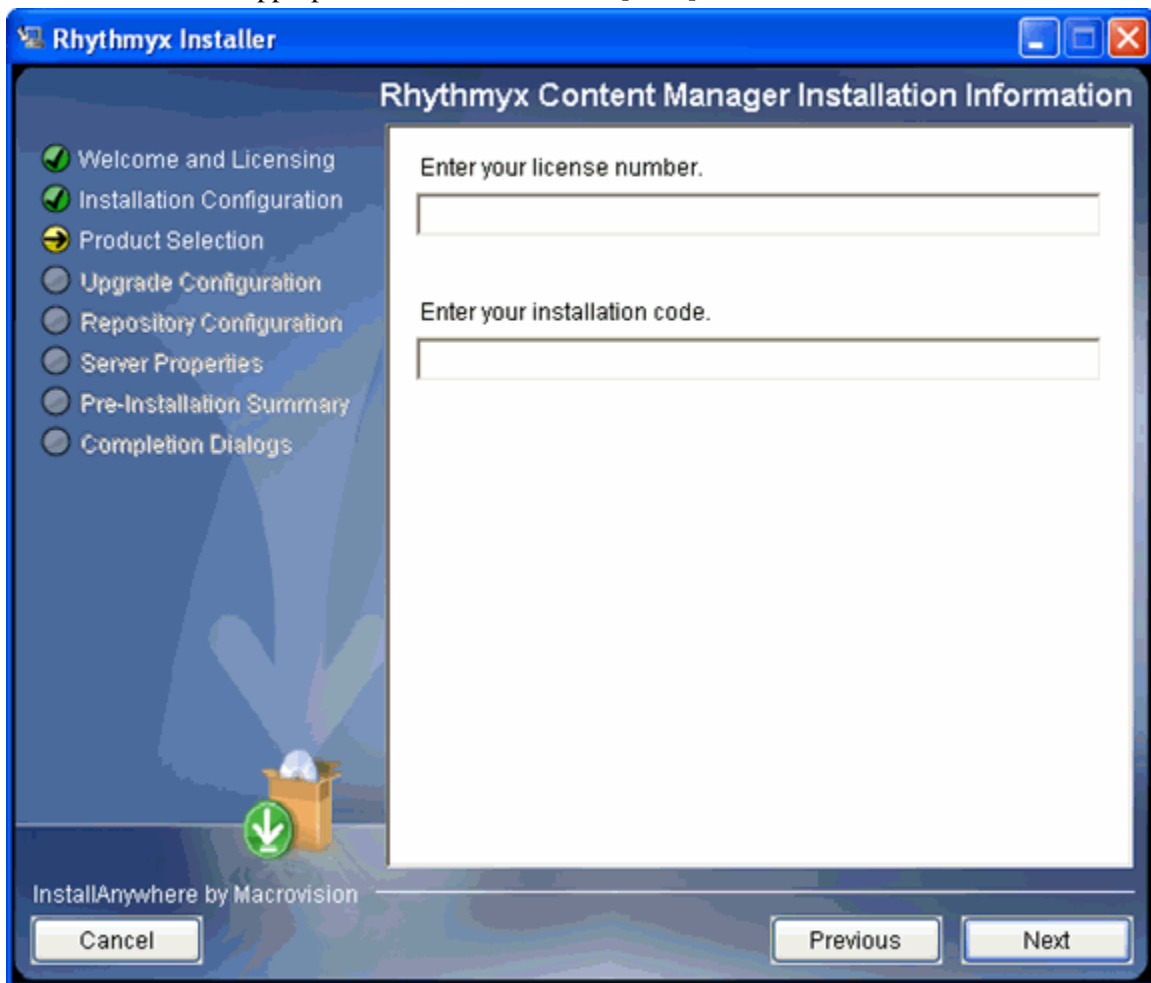 Rhythmyx Installer
Rhythmyx Content Manager Installation Information
Welcome and Licensing
Installation Configuration
Product Selection
Upgrade Configuration
Repository Configuration
Server Properties
Pre-Installation Summary
Completion Dialogs
Enter your license number.
Enter your installation code.
InstallAnywhere by Macrovision
Cancel
Previous
Next